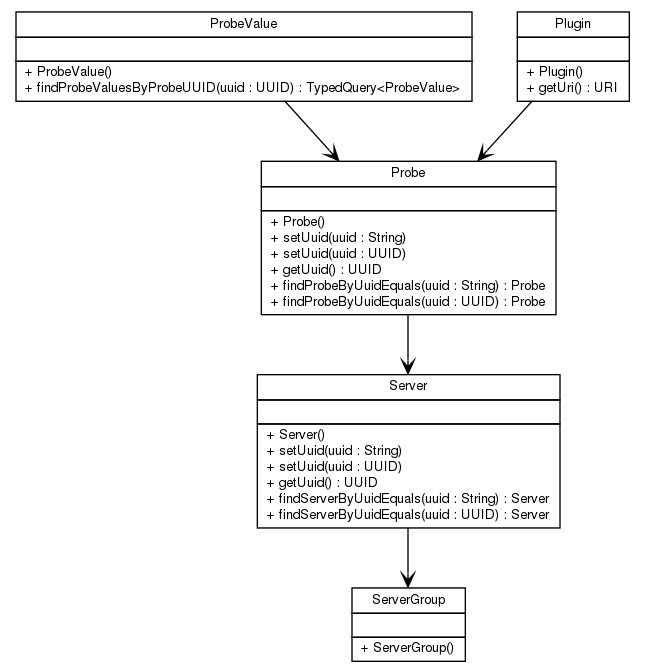 ProbeValue
+ ProbeValue()
+ findProbeValuesByProbeUUID(uuid : UUID) : TypedQuery<ProbeValue>
Plugin
+ Plugin()
+ getUri() : URI
Probe
+ Probe()
+ setUuid(uuid : String)
+ setUuid(uuid : UUID)
+ getUuid() : UUID
+ findProbeByUuidEquals(uuid : String) : Probe
+ findProbeByUuidEquals(uuid : UUID) : Probe
Server
+ Server()
+ setUuid(uuid : String)
+ setUuid(uuid : UUID)
+ getUuid() : UUID
+ findServerByUuidEquals(uuid : String) : Server
+ findServerByUuidEquals(uuid : UUID) : Server
ServerGroup
+ ServerGroup()